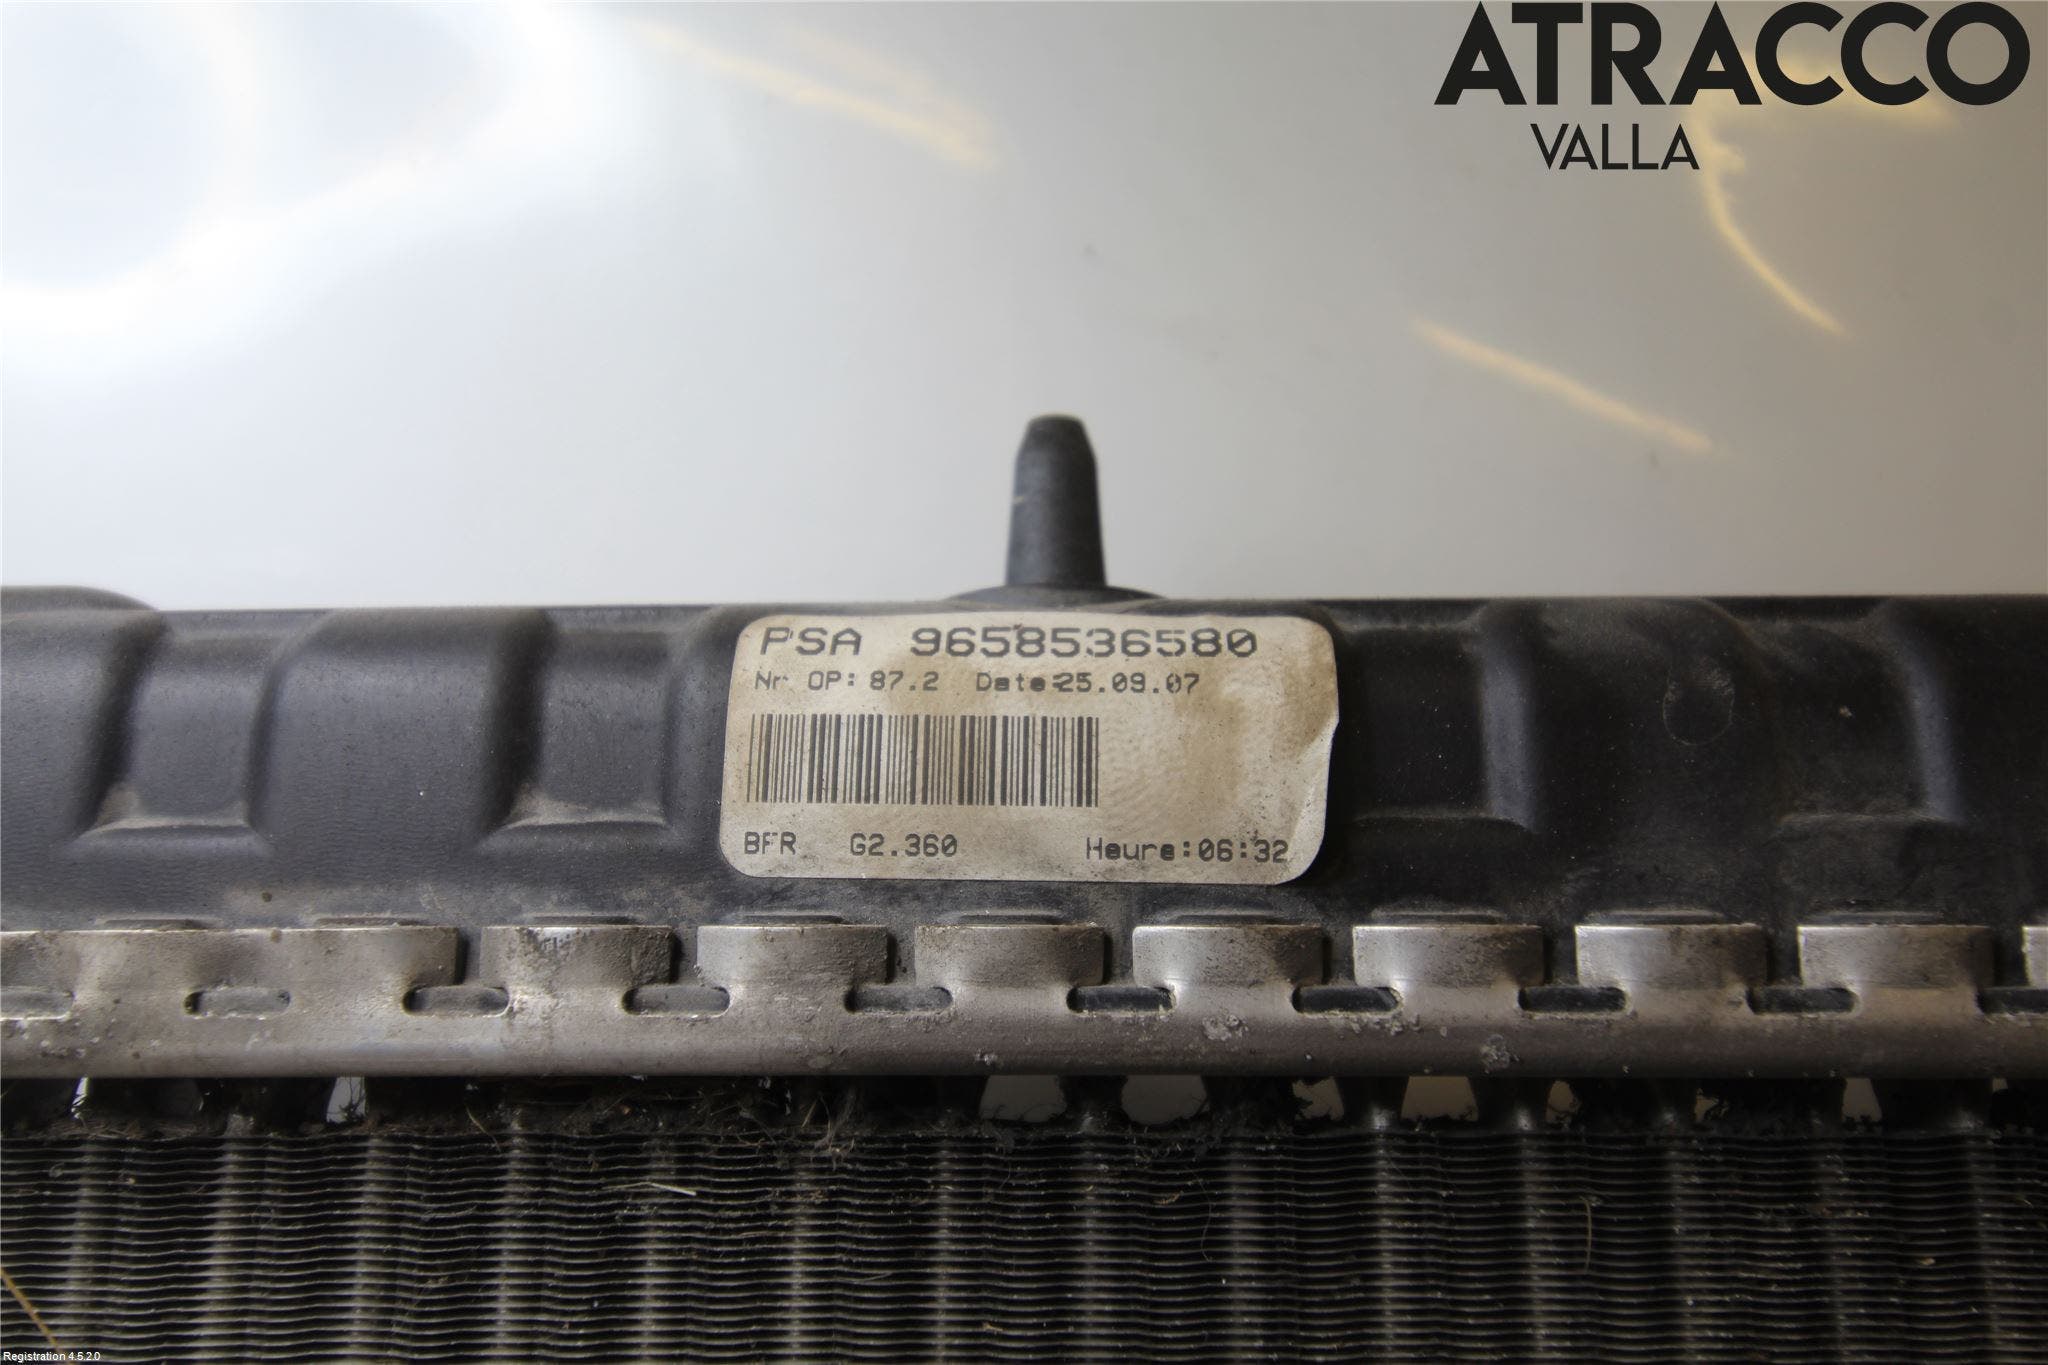 ATRACCO
VALLA
PSA 9658536580
Nr OP: 87.2 Date:25.09.07
BFR G2.360 Heure:06:32
Registration 4.5.2.0